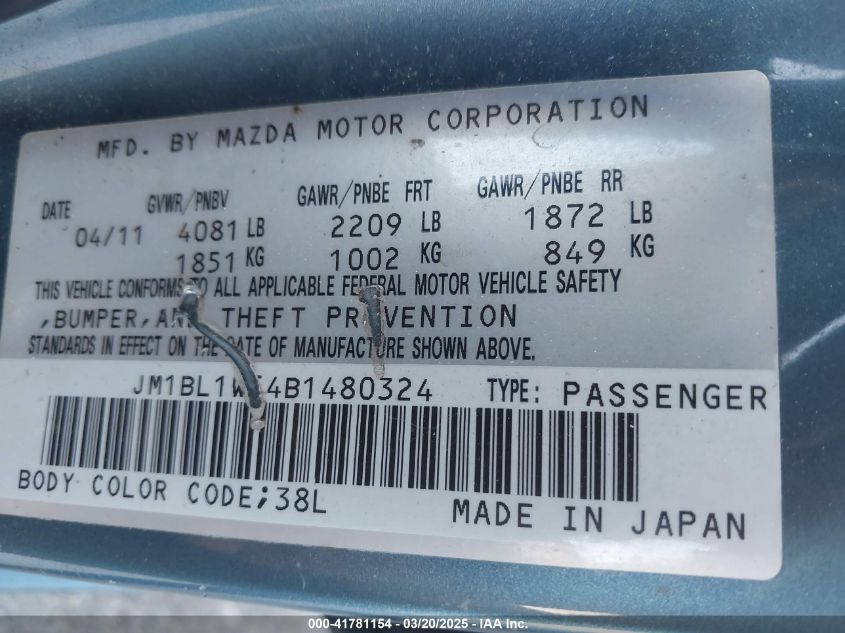 MFD. BY MAZDA MOTOR CORPORATION
DATE GVWR/PNBV GAWR/PNBE FRT GAWR/PNBE RR
04/11 4081 LB 2209 LB 1872 LB
1851 KG 1002 KG 849 KG
THIS VEHICLE CONFORMS TO ALL APPLICABLE FEDERAL MOTOR VEHICLE SAFETY
,BUMPER,AND THEFT PREVENTION
STANDARDS IN EFFECT ON THE DATE OF MANUFACTURE SHOWN ABOVE.
TYPE: PASSENGER
BODY COLOR CODE;38L
MADE IN JAPAN
000-41781154 - 03/20/2025 - IAA Inc.